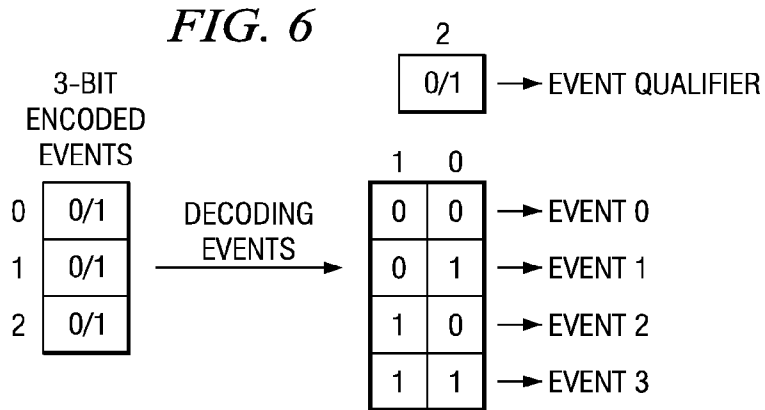 FIG. 6
2
0/1 EVENT QUALIFIER
3-BIT
ENCODED
EVENTS
0 0/1
1 0/1
2 0/1
DECODING
EVENTS
1 0
0 0 EVENT 0
0 1 EVENT 1
1 0 EVENT 2
1 1 EVENT 3